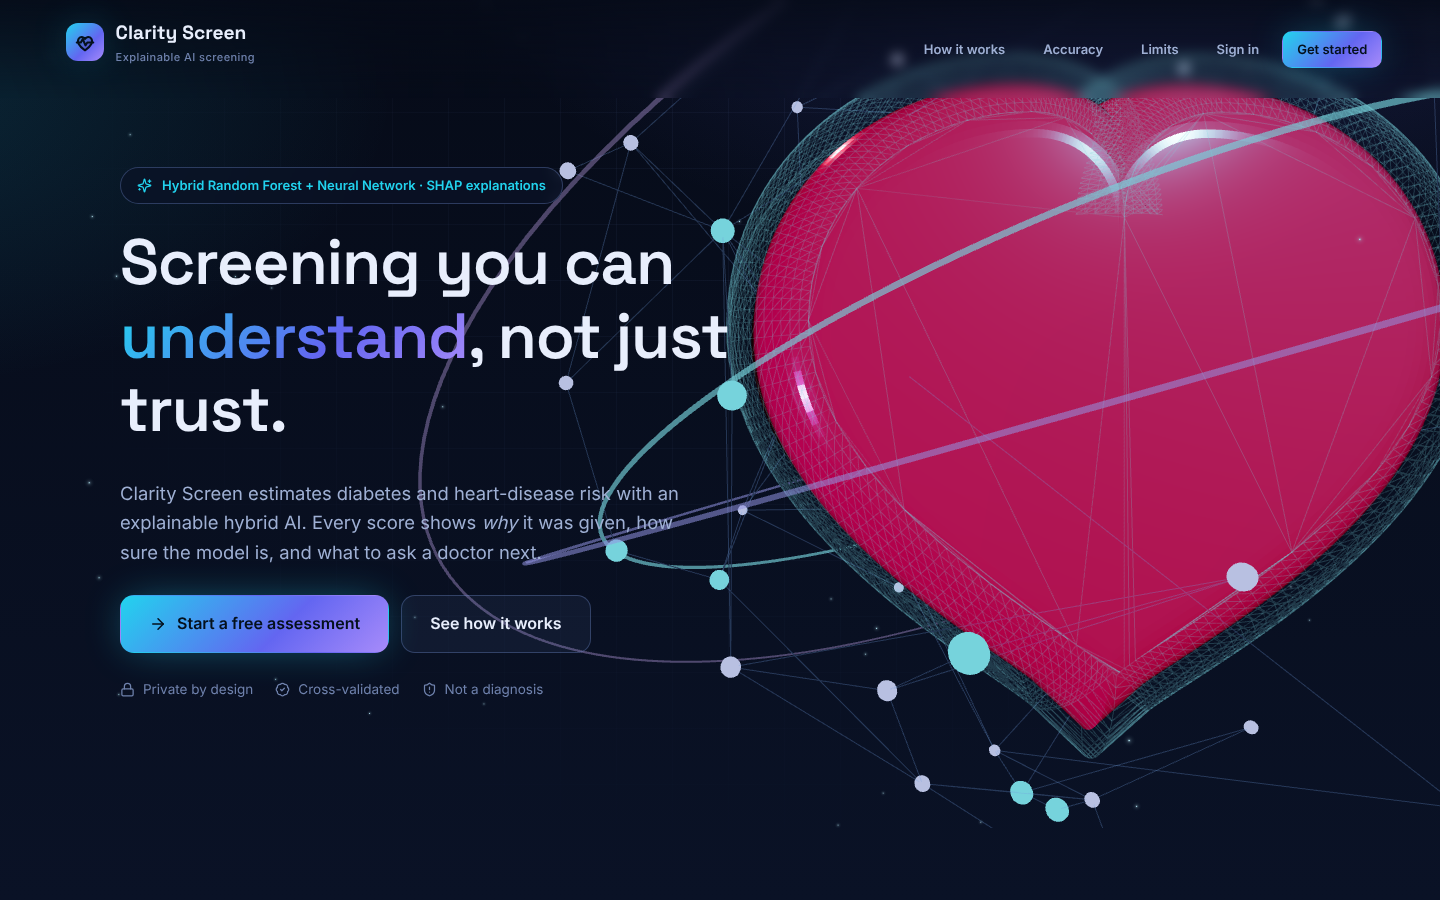 Clarity Screen
Explainable AI screening
How it works
Accuracy
Limits
Sign in
Get started
Hybrid Random Forest + Neural Network · SHAP explanations
Screening you can
understand, not just
trust.
Clarity Screen estimates diabetes and heart-disease risk with an
explainable hybrid AI. Every score shows why it was given, how
sure the model is, and what to ask a doctor next.
Start a free assessment
See how it works
Private by design
Cross-validated
Not a diagnosis